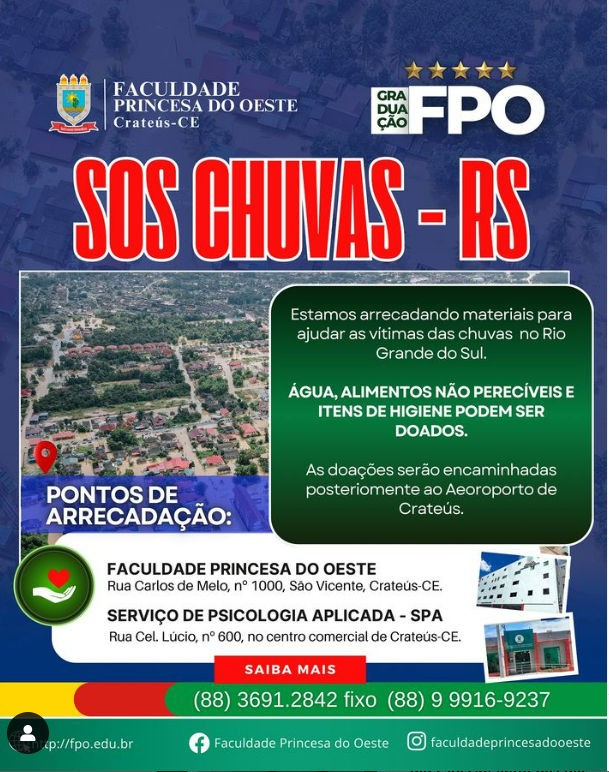 FACULDADE
PRINCESA DO OESTE
Crateús-CE
GRA
DUA
ÇÃO
FPO
SOS CHUVAS - RS
Estamos arrecadando materiais para
ajudar as vítimas das chuvas no Rio
Grande do Sul.
ÁGUA, ALIMENTOS NÃO PERECÍVEIS E
ITENS DE HIGIENE PODEM SER
DOADOS.
As doações serão encaminhadas
posteriomente ao Aeoroporto de
Crateús.
PONTOS DE
ARRECADAÇÃO:
FACULDADE PRINCESA DO OESTE
Rua Carlos de Melo, nº 1000, São Vicente, Crateús-CE.
SERVIÇO DE PSICOLOGIA APLICADA - SPA
Rua Cel. Lúcio, nº 600, no centro comercial de Crateús-CE.
SAIBA MAIS
(88) 3691.2842 fixo (88) 9 9916-9237
http://fpo.edu.br
Faculdade Princesa do Oeste
faculdadeprincesadooeste